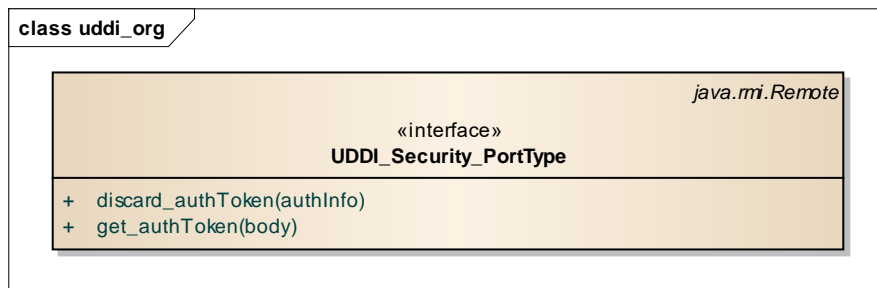 class uddi_org
java.rmi.Remote
«interface»
UDDI_Security_PortType
+ discard_authToken(authInfo)
+ get_authToken(body)